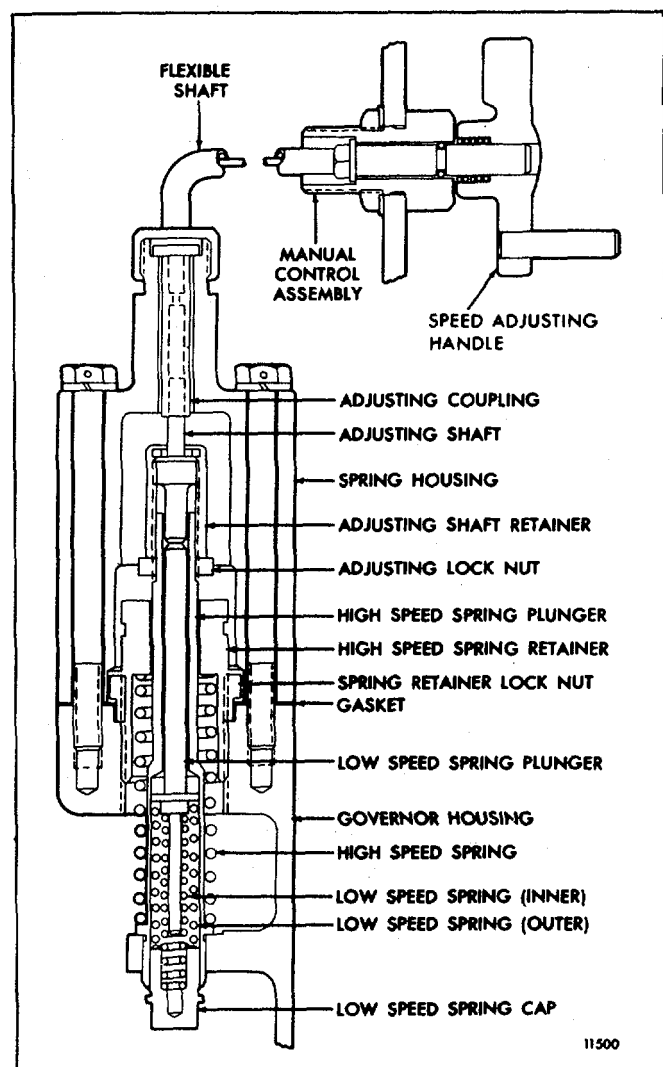 FLEXIBLE
SHAFT
MANUAL
CONTROL
ASSEMBLY
SPEED ADJUSTING
HANDLE
ADJUSTING COUPLING
ADJUSTING SHAFT
SPRING HOUSING
ADJUSTING SHAFT RETAINER
ADJUSTING LOCK NUT
HIGH SPEED SPRING PLUNGER
HIGH SPEED SPRING RETAINER
SPRING RETAINER LOCK NUT
GASKET
LOW SPEED SPRING PLUNGER
GOVERNOR HOUSING
HIGH SPEED SPRING
LOW SPEED SPRING (INNER)
LOW SPEED SPRING (OUTER)
LOW SPEED SPRING CAP
11500